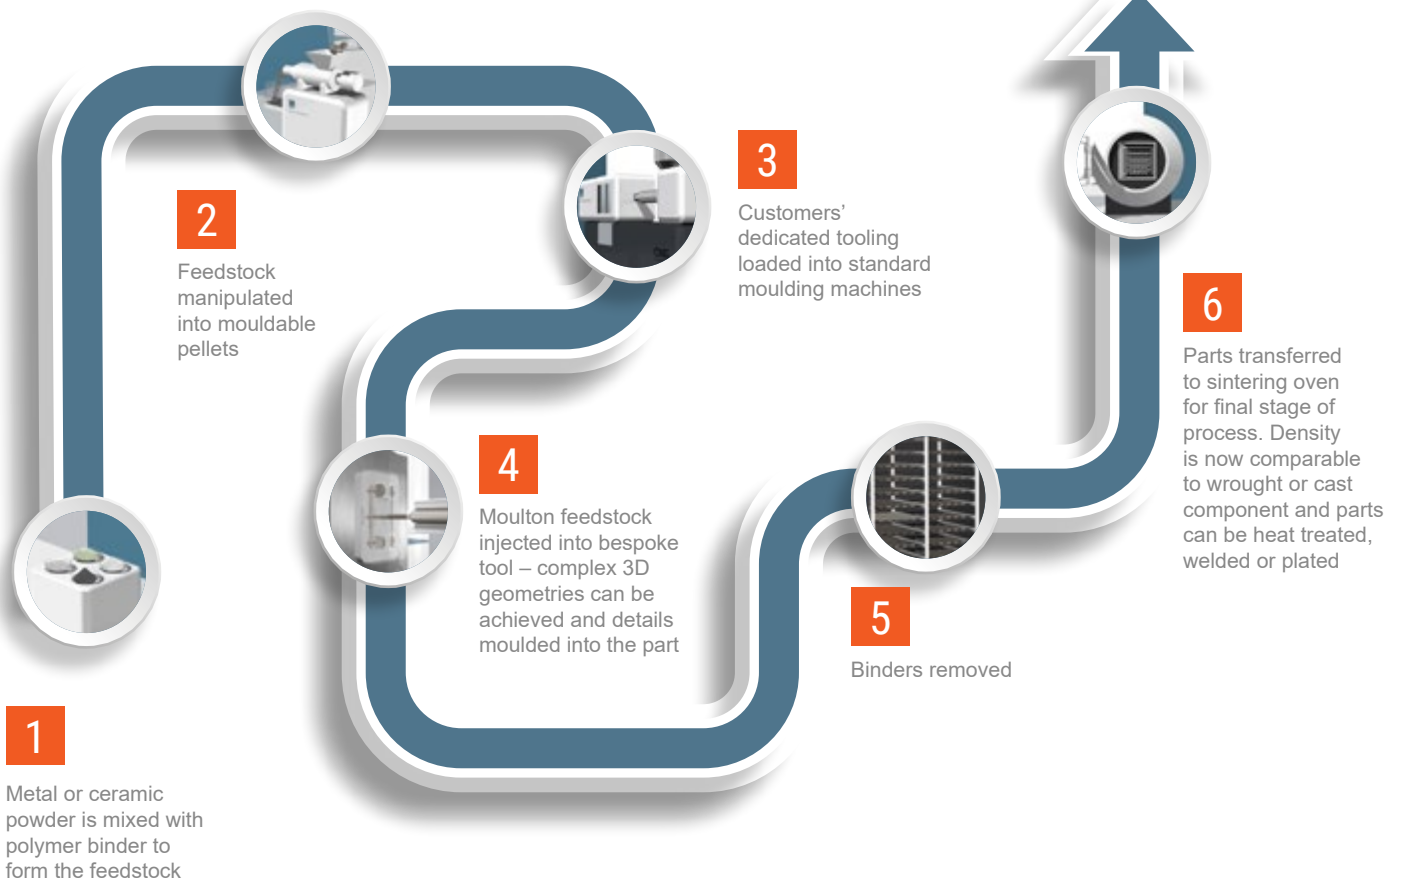 1
Metal or ceramic
powder is mixed with
polymer binder to
form the feedstock
2
Feedstock
manipulated
into mouldable
pellets
3
Customers’
dedicated tooling
loaded into standard
moulding machines
4
Moulton feedstock
injected into bespoke
tool – complex 3D
geometries can be
achieved and details
moulded into the part
5
Binders removed
6
Parts transferred
to sintering oven
for final stage of
process. Density
is now comparable
to wrought or cast
component and parts
can be heat treated,
welded or plated